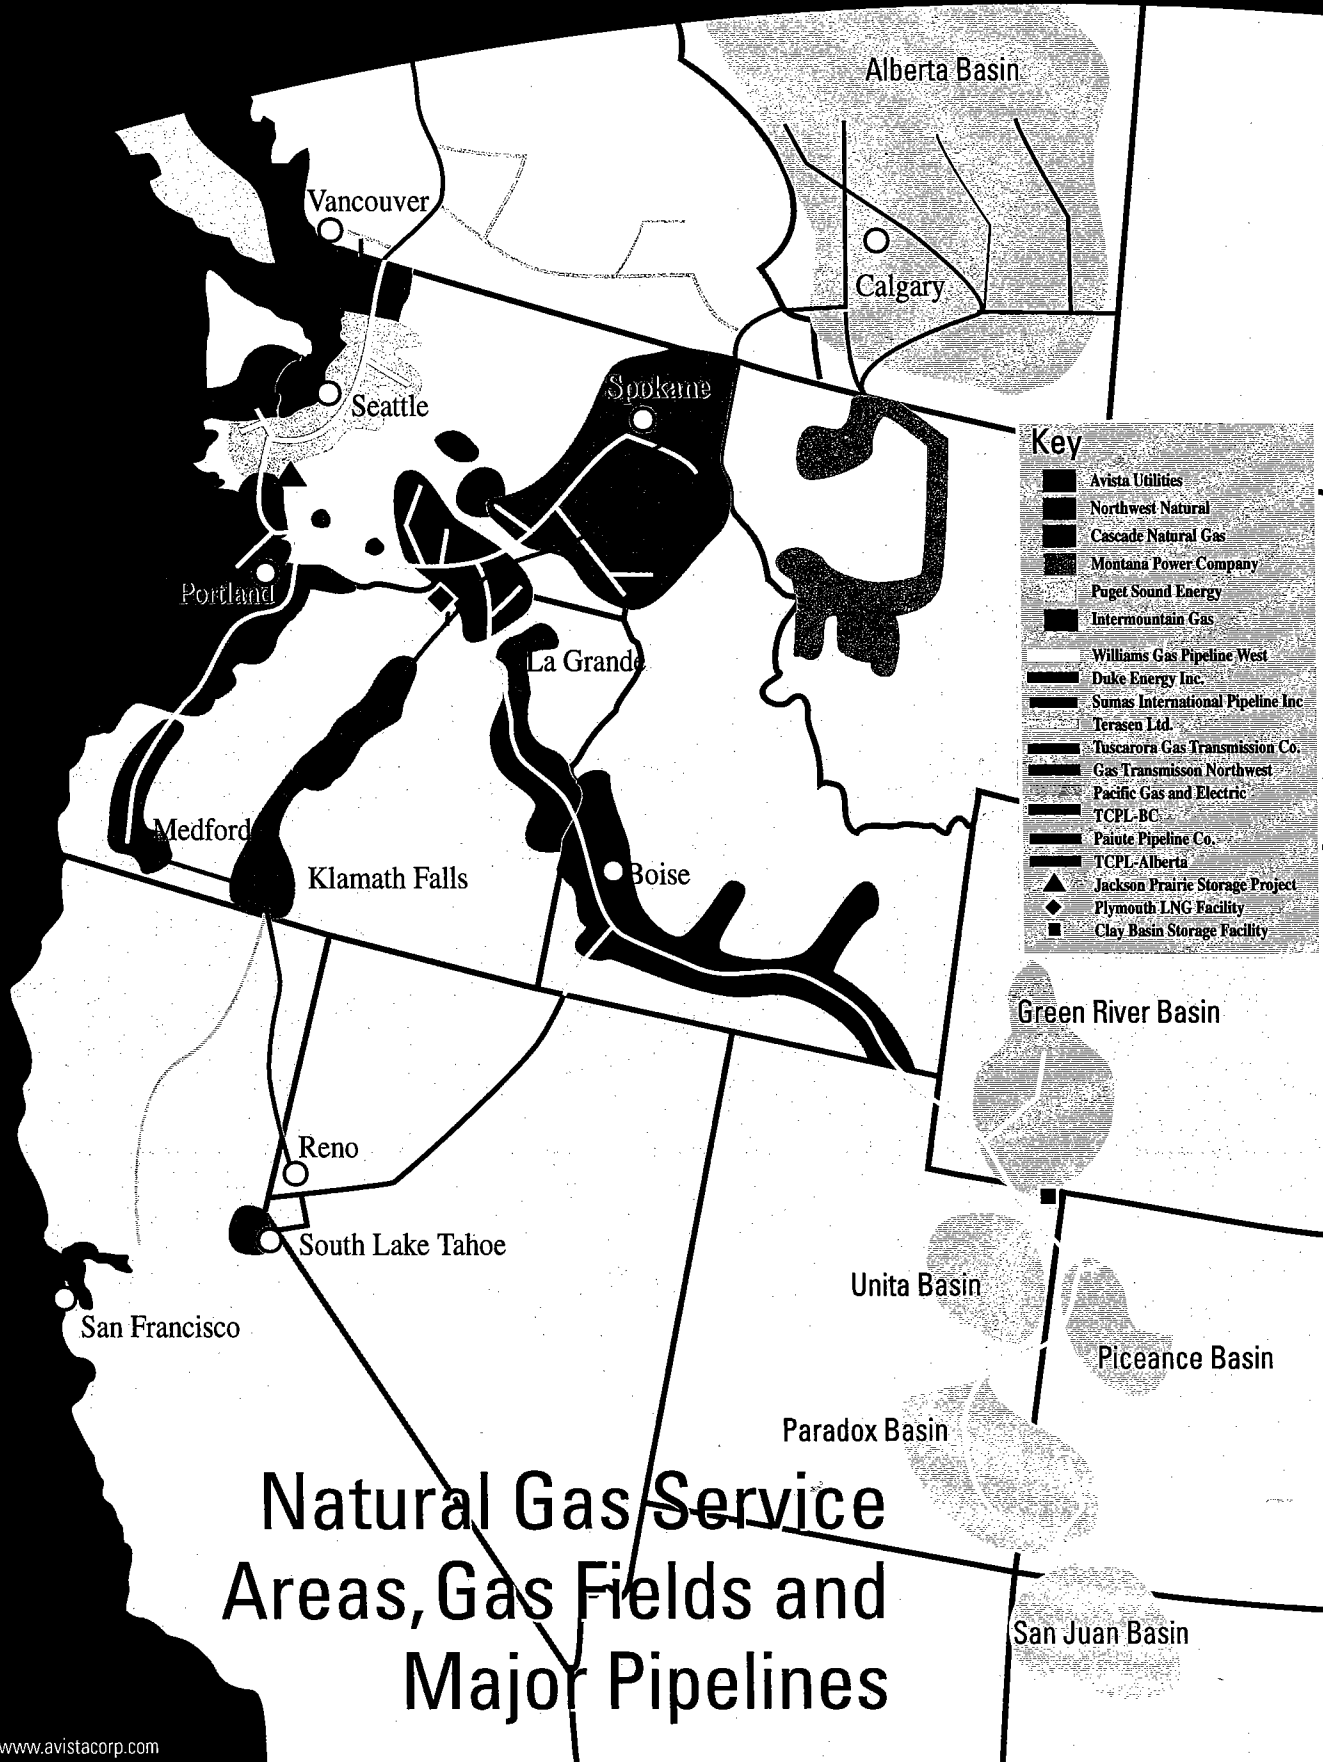 Alberta Basin
Vancouver
Calgary
Spokane
Seattle
Key
Avista Utilities
Northwest Natural
Cascade Natural Gas
Montana Power Company
Puget Sound Energy
Intermountain Gas
Williams Gas Pipeline West
Duke Energy Inc.
Sumas International Pipeline Inc
Terasen Ltd.
Tuscarora Gas Transmission Co.
Gas Transmisson Northwest
Pacific Gas and Electric
TCPL-BC
Paiute Pipeline Co.
TCPL-Alberta
Jackson Prairie Storage Project
Plymouth LNG Facility
Clay Basin Storage Facility
Portland
La Grande
Medford
Klamath Falls
Boise
Green River Basin
Reno
South Lake Tahoe
Unita Basin
San Francisco
Piceance Basin
Paradox Basin
Natural Gas Service
Areas, Gas Fields and
Major Pipelines
San Juan Basin
www.avistacorp.com